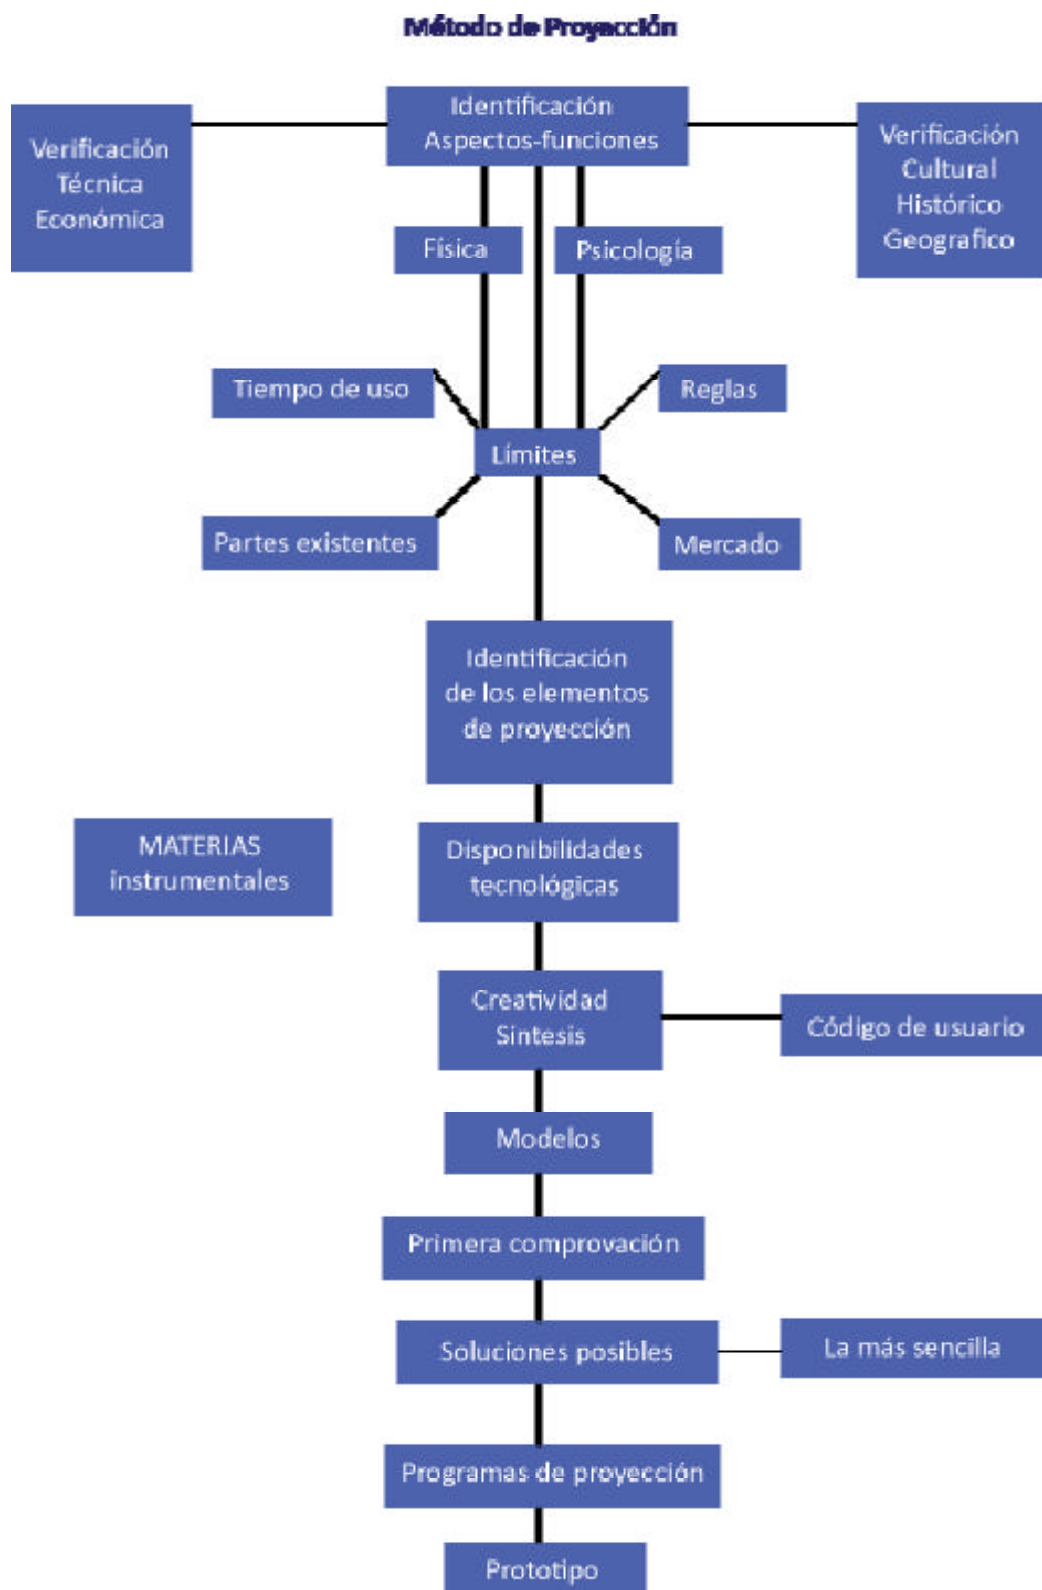 Método de Proyección
Identificación
Aspectos-funciones
Verificación
Técnica
Económica
Verificación
Cultural
Histórico
Geografico
Física
Psicología
Tiempo de uso
Reglas
Límites
Partes existentes
Mercado
Identificación
de los elementos
de proyección
MATERIAS
instrumentales
Disponibilidades
tecnológicas
Creatividad
Síntesis
Código de usuario
Modelos
Primera comprovación
Soluciones posibles
La más sencilla
Programas de proyección
Prototipo